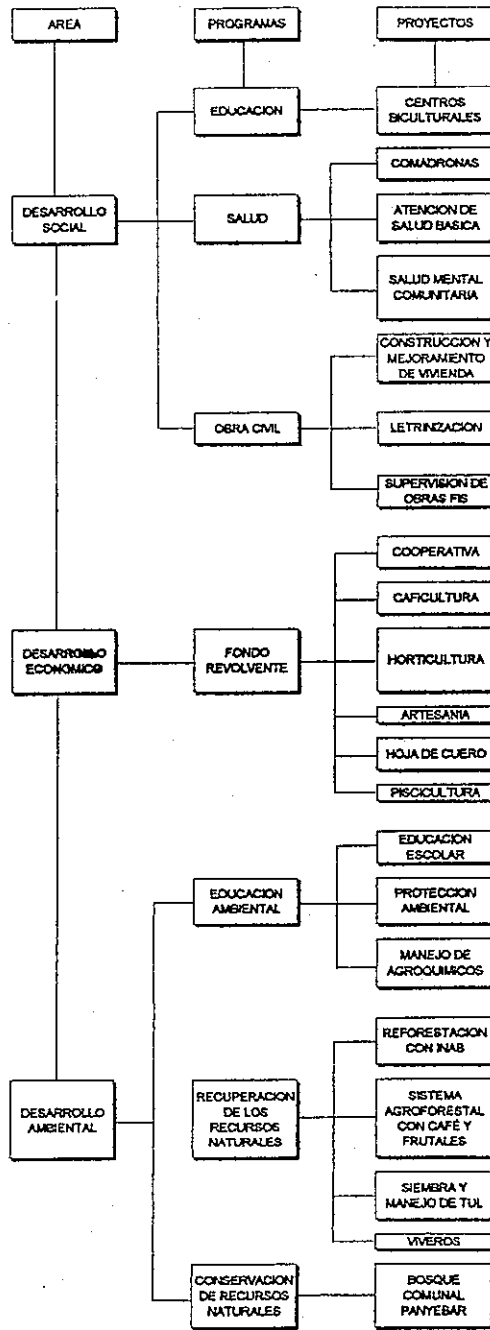 AREA
PROGRAMAS
PROYECTOS
EDUCACION
CENTROS
BICULTURALES
COMADRONAS
DESARROLLO
SOCIAL
SALUD
ATENCION DE
SALUD BASICA
SALUD MENTAL
COMUNITARIA
CONSTRUCCION Y
MEJORAMIENTO
DE VIVIENDA
OBRA CIVIL
LETRINIZACION
SUPERVISION DE
OBRAS FIS
COOPERATIVA
CAFICULTURA
DESARROLLO
ECONOMICO
FONDO
REVOLVENTE
HORTICULTURA
ARTESANIA
HOJA DE CUERO
PISCICULTURA
EDUCACION
ESCOLAR
EDUCACION
AMBIENTAL
PROTECCION
AMBIENTAL
MANEJO DE
AGROQUIMICOS
REFORESTACION
CON INAB
DESARROLLO
AMBIENTAL
RECUPERACION
DE LOS
RECURSOS
NATURALES
SISTEMA
AGROFORESTAL
CON CAFÉ Y
FRUTALES
SIEMBRA Y
MANEJO DE TUL
VIVEROS
CONSERVACION
DE RECURSOS
NATURALES
BOSQUE
COMUNAL
PANYEBAR